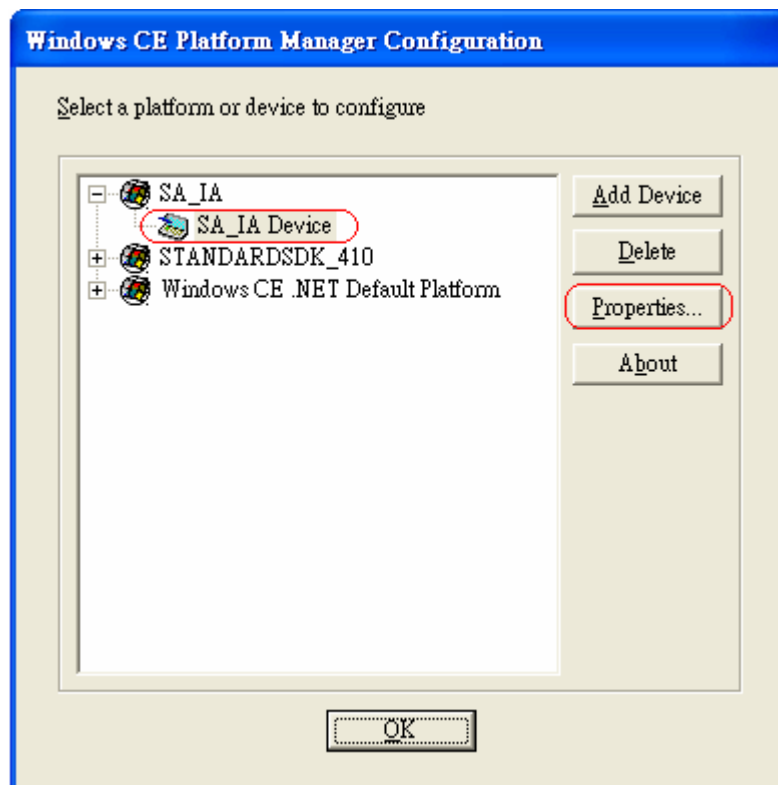 Windows CE Platform Manager Configuration
Select a platform or device to configure
SA_IA
SA_IA Device
STANDARDSDK_410
Windows CE .NET Default Platform
Add Device
Delete
Properties...
About
OK